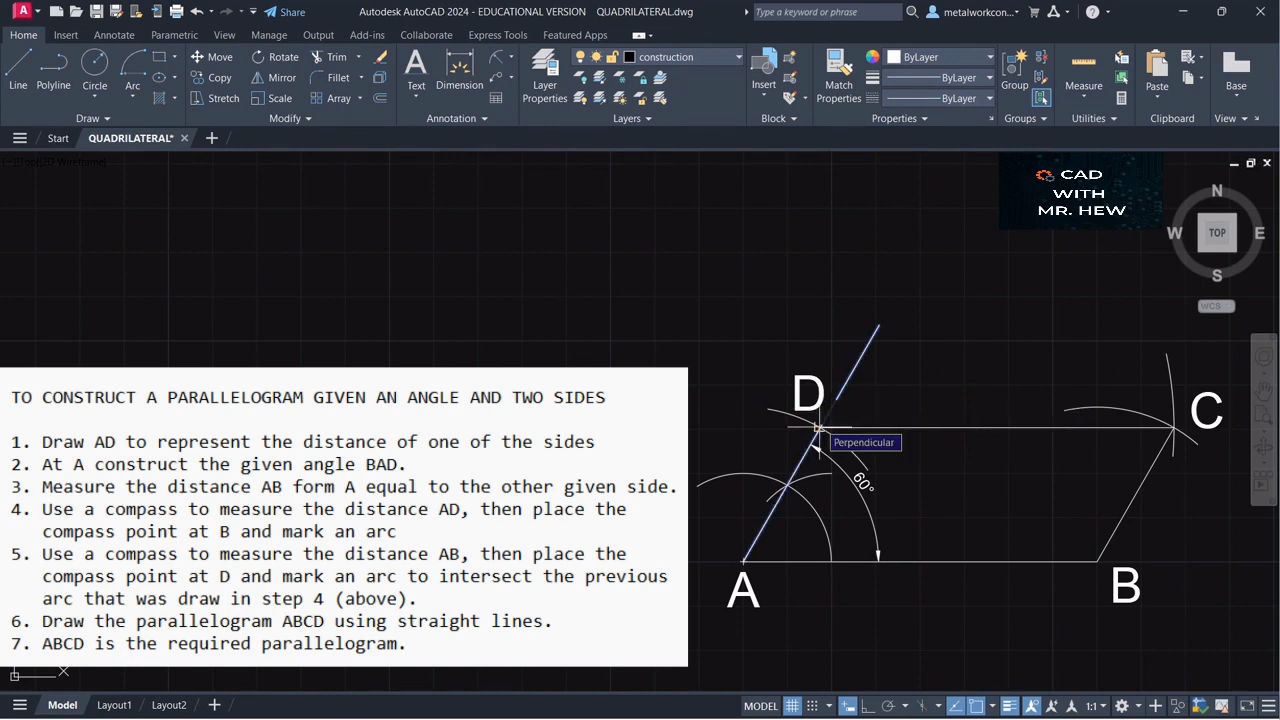 Share
Autodesk AutoCAD 2024 - EDUCATIONAL VERSION QUADRILATERAL.dwg
Type a keyword or phrase
metalworkcon...
Home Insert Annotate Parametric View Manage Output Add-ins Collaborate Express Tools Featured Apps
Line Polyline Circle Arc
Move Rotate Trim
Copy Mirror Fillet
Stretch Scale Array
Text Dimension
Layer Properties
construction
Insert
Match Properties
ByLayer
ByLayer
ByLayer
Group
Measure
Paste
Base
Draw Modify Annotation Layers Block Properties Groups Utilities Clipboard View
Start QUADRILATERAL*
[-][Top][2D Wireframe]
CAD
WITH
MR. HEW
N
W TOP E
S
WCS
D
C
Perpendicular
60°
A
B
TO CONSTRUCT A PARALLELOGRAM GIVEN AN ANGLE AND TWO SIDES
1. Draw AD to represent the distance of one of the sides
2. At A construct the given angle BAD.
3. Measure the distance AB form A equal to the other given side.
4. Use a compass to measure the distance AD, then place the
compass point at B and mark an arc
5. Use a compass to measure the distance AB, then place the
compass point at D and mark an arc to intersect the previous
arc that was draw in step 4 (above).
6. Draw the parallelogram ABCD using straight lines.
7. ABCD is the required parallelogram.
Model Layout1 Layout2
MODEL
1:1